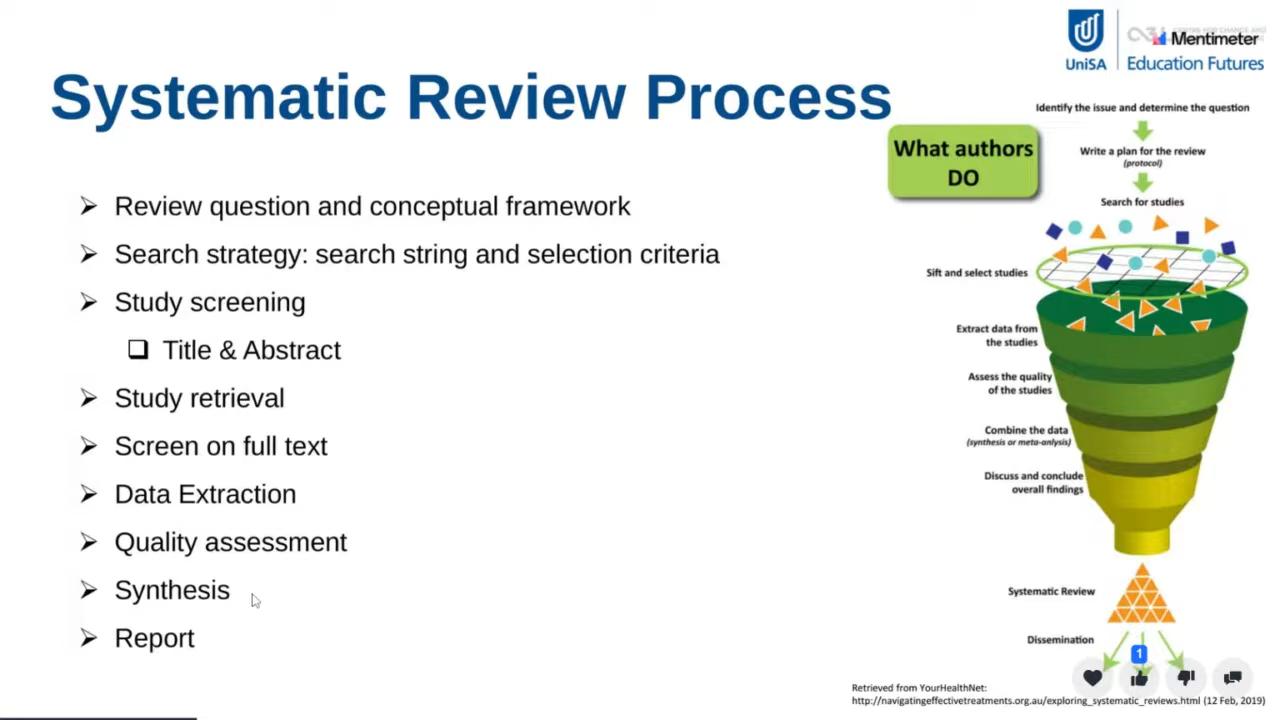 UniSA
Mentimeter
Education Futures
Systematic Review Process
What authors
DO
Review question and conceptual framework
Search strategy: search string and selection criteria
Study screening
Title & Abstract
Study retrieval
Screen on full text
Data Extraction
Quality assessment
Synthesis
Report
Identify the issue and determine the question
Write a plan for the review
(protocol)
Search for studies
Sift and select studies
Extract data from
the studies
Assess the quality
of the studies
Combine the data
(synthesis or meta-anlysis)
Discuss and conclude
overall findings
Systematic Review
Dissemination
1
Retrieved from YourHealthNet:
http://navigatingeffectivetreatments.org.au/exploring_systematic_reviews.html (12 Feb, 2019)